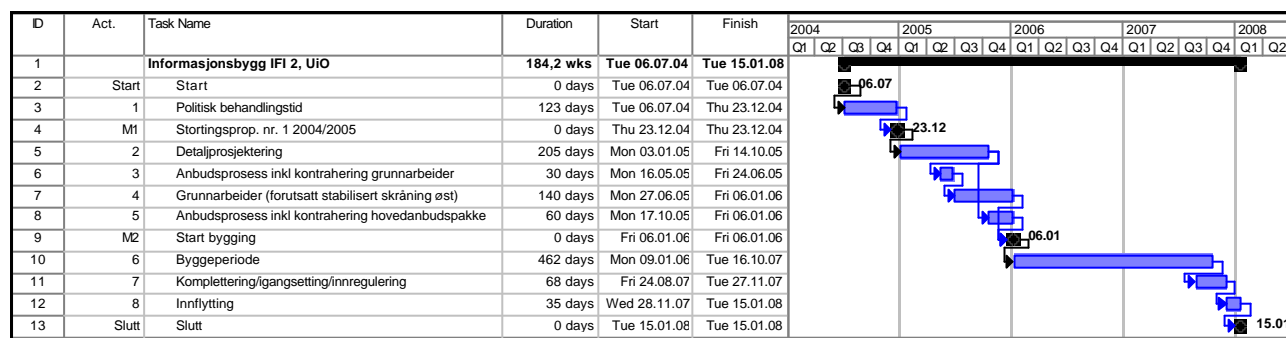 ID Act. Task Name Duration Start Finish 2004 2005 2006 2007 2008
Q1 Q2 Q3 Q4 Q1 Q2 Q3 Q4 Q1 Q2 Q3 Q4 Q1 Q2 Q3 Q4 Q1 Q2
1 Informasjonsbygg IFI 2, UiO 184,2 wks Tue 06.07.04 Tue 15.01.08
2 Start Start 0 days Tue 06.07.04 Tue 06.07.04 06.07
3 1 Politisk behandlingstid 123 days Tue 06.07.04 Thu 23.12.04
4 M1 Stortingsprop. nr. 1 2004/2005 0 days Thu 23.12.04 Thu 23.12.04 23.12
5 2 Detaljprosjektering 205 days Mon 03.01.05 Fri 14.10.05
6 3 Anbudsprosess inkl kontrahering grunnarbeider 30 days Mon 16.05.05 Fri 24.06.05
7 4 Grunnarbeider (forutsatt stabilisert skråning øst) 140 days Mon 27.06.05 Fri 06.01.06
8 5 Anbudsprosess inkl kontrahering hovedanbudspakke 60 days Mon 17.10.05 Fri 06.01.06
9 M2 Start bygging 0 days Fri 06.01.06 Fri 06.01.06 06.01
10 6 Byggeperiode 462 days Mon 09.01.06 Tue 16.10.07
11 7 Komplettering/igangsetting/innregulering 68 days Fri 24.08.07 Tue 27.11.07
12 8 Innflytting 35 days Wed 28.11.07 Tue 15.01.08
13 Slutt Slutt 0 days Tue 15.01.08 Tue 15.01.08 15.01